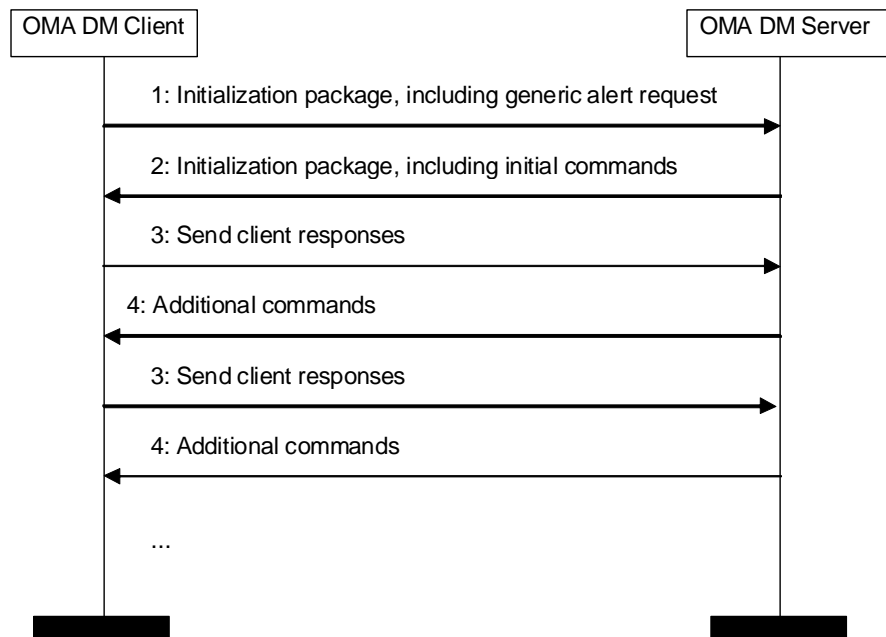 OMA DM Client
OMA DM Server
1: Initialization package, including generic alert request
2: Initialization package, including initial commands
3: Send client responses
4: Additional commands
3: Send client responses
4: Additional commands
...